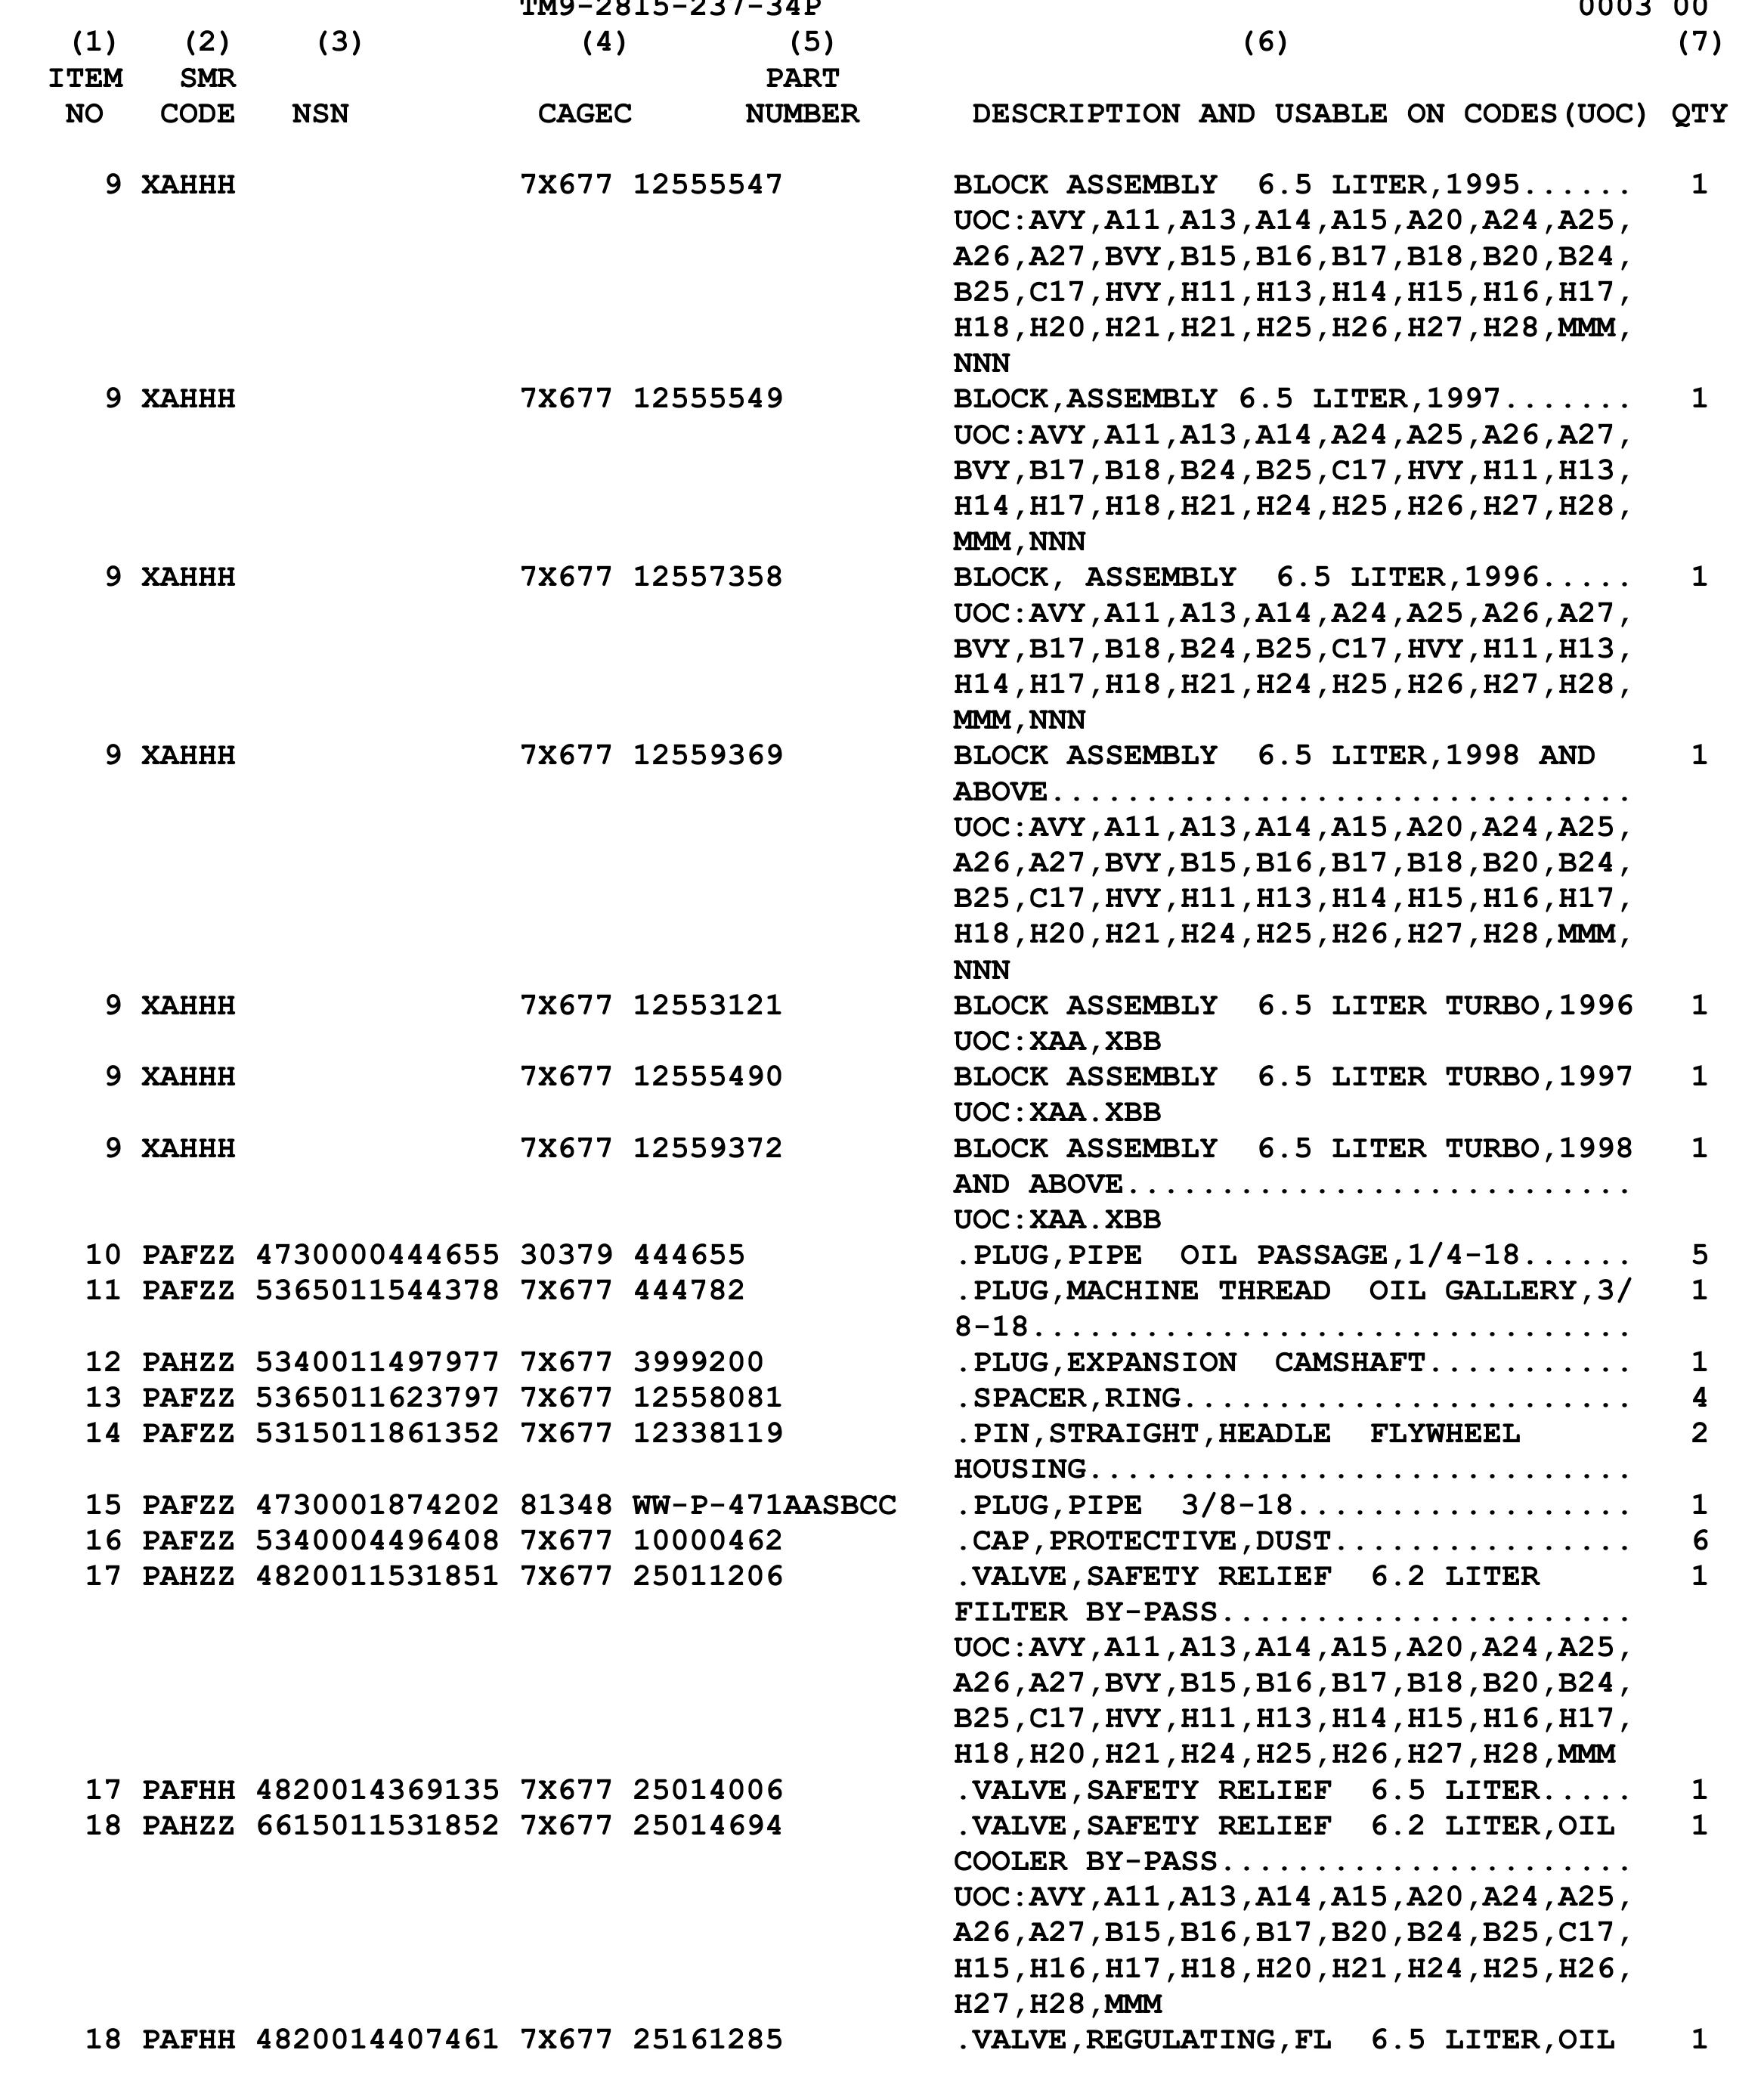 TM9-2815-237-34P 0003 00
(1) (2) (3) (4) (5) (6) (7)
ITEM SMR PART
NO CODE NSN CAGEC NUMBER DESCRIPTION AND USABLE ON CODES(UOC) QTY
9 XAHHH 7X677 12555547 BLOCK ASSEMBLY 6.5 LITER,1995...... 1
UOC:AVY,A11,A13,A14,A15,A20,A24,A25,
A26,A27,BVY,B15,B16,B17,B18,B20,B24,
B25,C17,HVY,H11,H13,H14,H15,H16,H17,
H18,H20,H21,H21,H25,H26,H27,H28,MMM,
NNN
9 XAHHH 7X677 12555549 BLOCK,ASSEMBLY 6.5 LITER,1997....... 1
UOC:AVY,A11,A13,A14,A24,A25,A26,A27,
BVY,B17,B18,B24,B25,C17,HVY,H11,H13,
H14,H17,H18,H21,H24,H25,H26,H27,H28,
MMM,NNN
9 XAHHH 7X677 12557358 BLOCK, ASSEMBLY 6.5 LITER,1996..... 1
UOC:AVY,A11,A13,A14,A24,A25,A26,A27,
BVY,B17,B18,B24,B25,C17,HVY,H11,H13,
H14,H17,H18,H21,H24,H25,H26,H27,H28,
MMM,NNN
9 XAHHH 7X677 12559369 BLOCK ASSEMBLY 6.5 LITER,1998 AND 1
ABOVE...............................
UOC:AVY,A11,A13,A14,A15,A20,A24,A25,
A26,A27,BVY,B15,B16,B17,B18,B20,B24,
B25,C17,HVY,H11,H13,H14,H15,H16,H17,
H18,H20,H21,H24,H25,H26,H27,H28,MMM,
NNN
9 XAHHH 7X677 12553121 BLOCK ASSEMBLY 6.5 LITER TURBO,1996 1
UOC:XAA,XBB
9 XAHHH 7X677 12555490 BLOCK ASSEMBLY 6.5 LITER TURBO,1997 1
UOC:XAA.XBB
9 XAHHH 7X677 12559372 BLOCK ASSEMBLY 6.5 LITER TURBO,1998 1
AND ABOVE...........................
UOC:XAA.XBB
10 PAFZZ 4730000444655 30379 444655 .PLUG,PIPE OIL PASSAGE,1/4-18...... 5
11 PAFZZ 5365011544378 7X677 444782 .PLUG,MACHINE THREAD OIL GALLERY,3/ 1
8-18................................
12 PAHZZ 5340011497977 7X677 3999200 .PLUG,EXPANSION CAMSHAFT........... 1
13 PAFZZ 5365011623797 7X677 12558081 .SPACER,RING........................ 4
14 PAFZZ 5315011861352 7X677 12338119 .PIN,STRAIGHT,HEADLE FLYWHEEL 2
HOUSING.............................
15 PAFZZ 4730001874202 81348 WW-P-471AASBCC .PLUG,PIPE 3/8-18.................. 1
16 PAFZZ 5340004496408 7X677 10000462 .CAP,PROTECTIVE,DUST................ 6
17 PAHZZ 4820011531851 7X677 25011206 .VALVE,SAFETY RELIEF 6.2 LITER 1
FILTER BY-PASS......................
UOC:AVY,A11,A13,A14,A15,A20,A24,A25,
A26,A27,BVY,B15,B16,B17,B18,B20,B24,
B25,C17,HVY,H11,H13,H14,H15,H16,H17,
H18,H20,H21,H24,H25,H26,H27,H28,MMM
17 PAFHH 4820014369135 7X677 25014006 .VALVE,SAFETY RELIEF 6.5 LITER..... 1
18 PAHZZ 6615011531852 7X677 25014694 .VALVE,SAFETY RELIEF 6.2 LITER,OIL 1
COOLER BY-PASS......................
UOC:AVY,A11,A13,A14,A15,A20,A24,A25,
A26,A27,B15,B16,B17,B20,B24,B25,C17,
H15,H16,H17,H18,H20,H21,H24,H25,H26,
H27,H28,MMM
18 PAFHH 4820014407461 7X677 25161285 .VALVE,REGULATING,FL 6.5 LITER,OIL 1